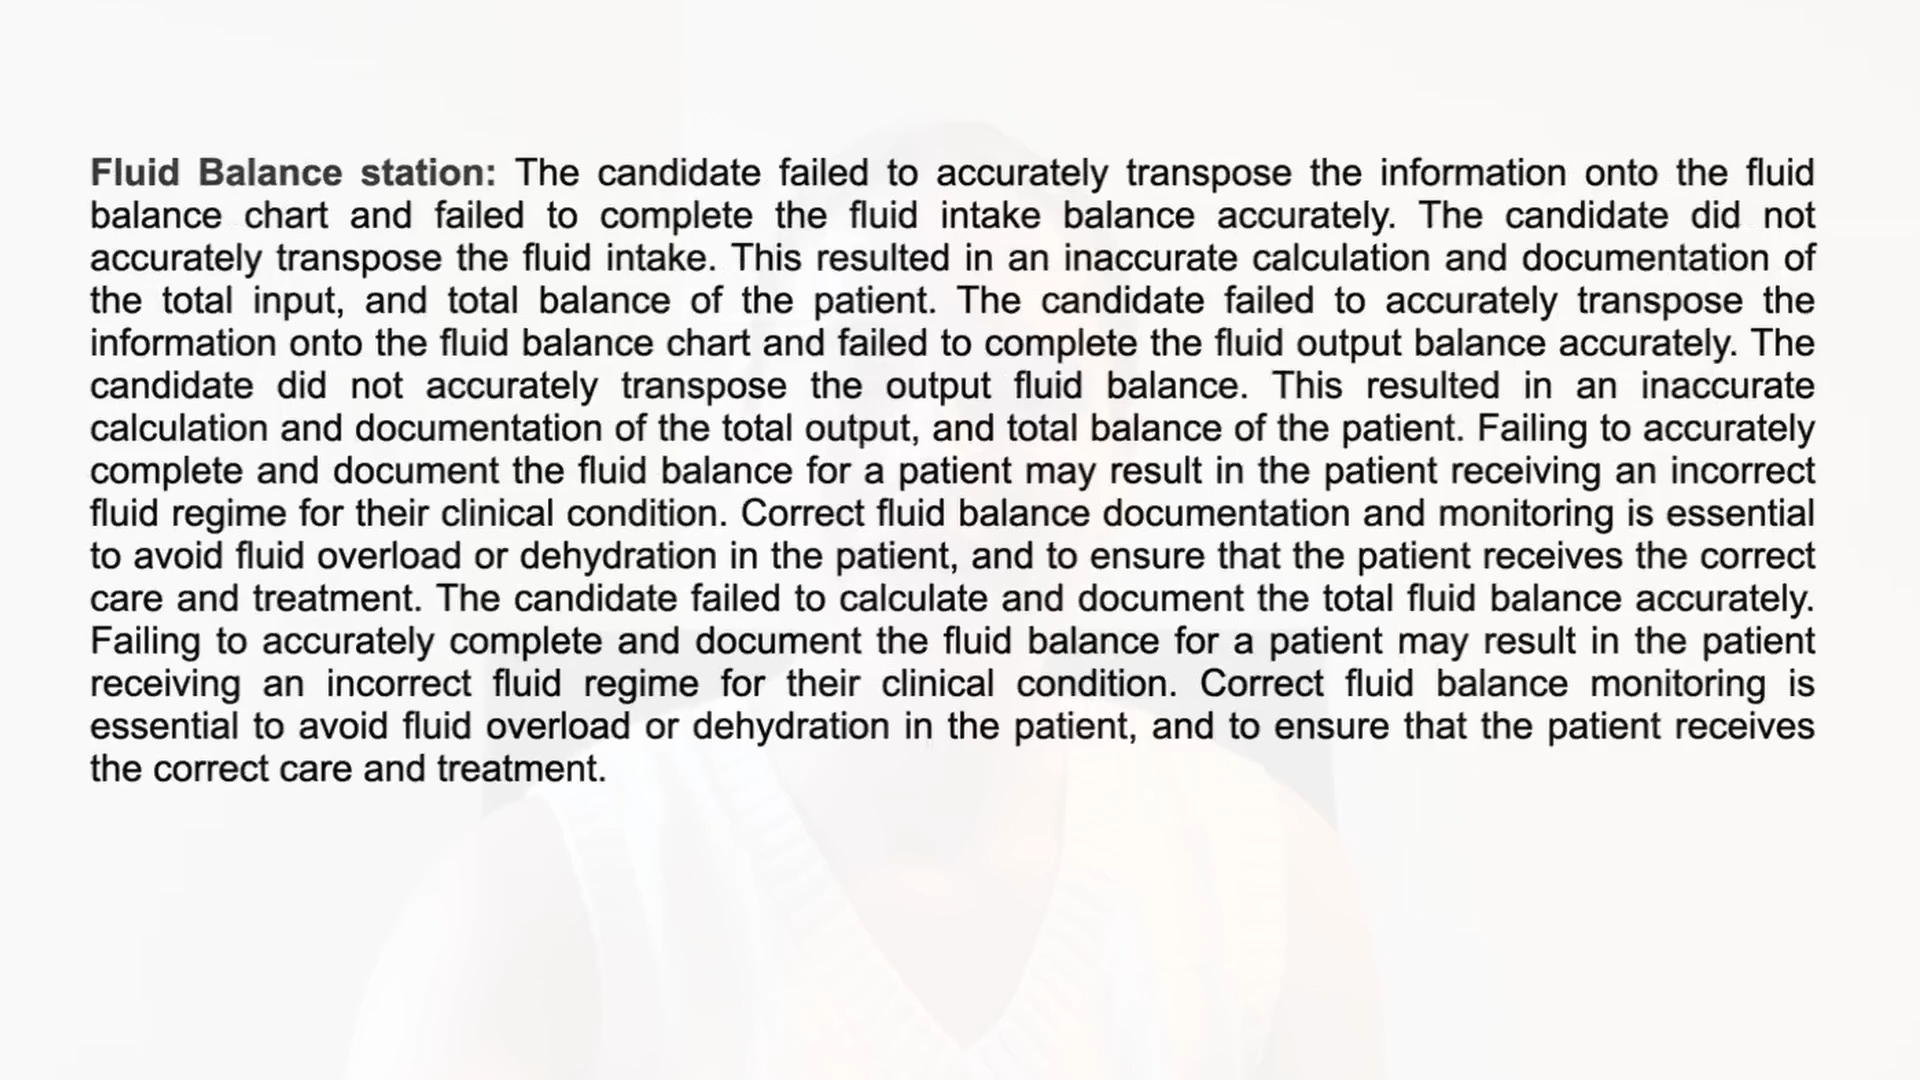 Fluid Balance station: The candidate failed to accurately transpose the information onto the fluid
balance chart and failed to complete the fluid intake balance accurately. The candidate did not
accurately transpose the fluid intake. This resulted in an inaccurate calculation and documentation of
the total input, and total balance of the patient. The candidate failed to accurately transpose the
information onto the fluid balance chart and failed to complete the fluid output balance accurately. The
candidate did not accurately transpose the output fluid balance. This resulted in an inaccurate
calculation and documentation of the total output, and total balance of the patient. Failing to accurately
complete and document the fluid balance for a patient may result in the patient receiving an incorrect
fluid regime for their clinical condition. Correct fluid balance documentation and monitoring is essential
to avoid fluid overload or dehydration in the patient, and to ensure that the patient receives the correct
care and treatment. The candidate failed to calculate and document the total fluid balance accurately.
Failing to accurately complete and document the fluid balance for a patient may result in the patient
receiving an incorrect fluid regime for their clinical condition. Correct fluid balance monitoring is
essential to avoid fluid overload or dehydration in the patient, and to ensure that the patient receives
the correct care and treatment.